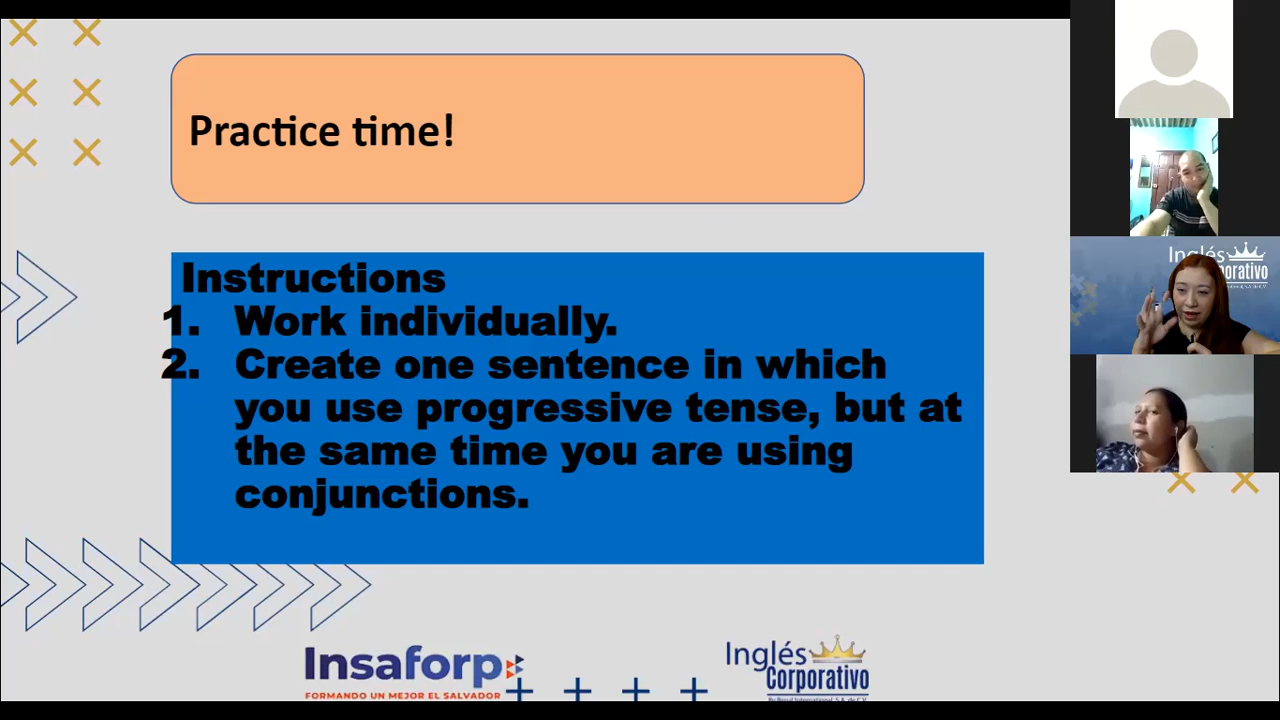 Practice time!
Instructions
1. Work individually.
2. Create one sentence in which
you use progressive tense, but at
the same time you are using
conjunctions.
Insaforp
FORMANDO UN MEJOR EL SALVADOR
Inglés
Corporativo
Inglés